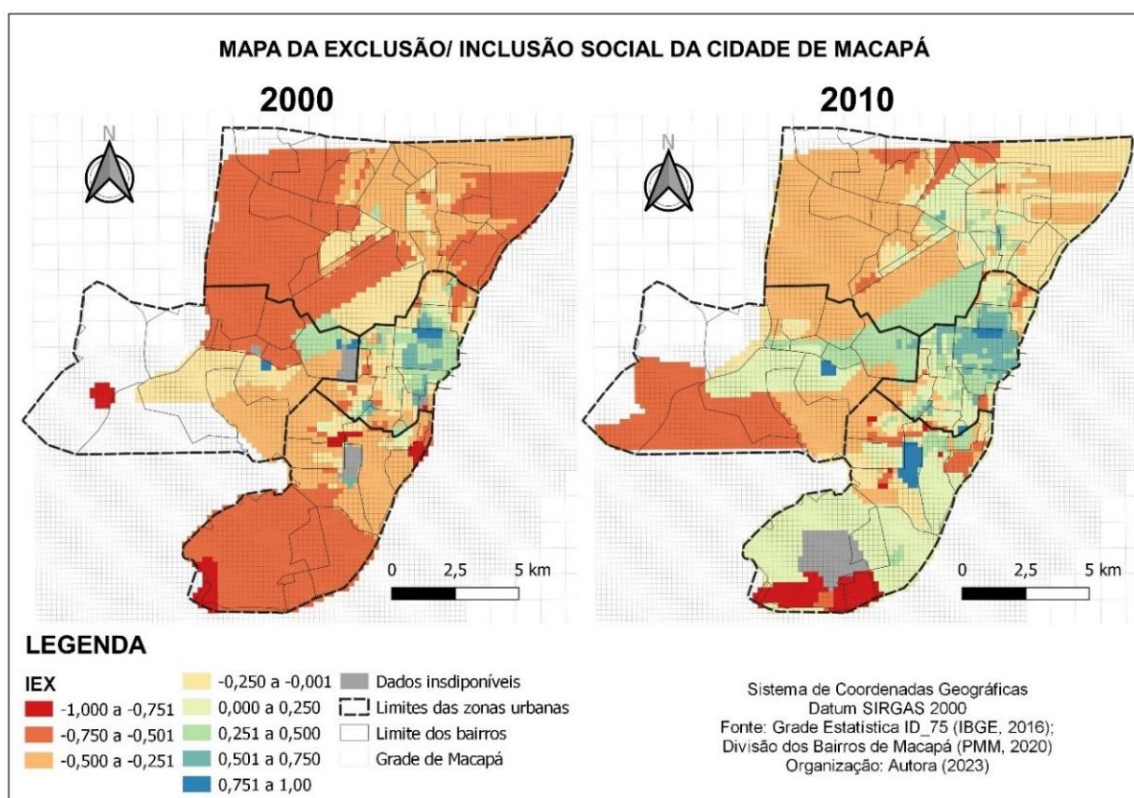 MAPA DA EXCLUSÃO/ INCLUSÃO SOCIAL DA CIDADE DE MACAPÁ
2000
2010
N
N
0 2,5 5 km
0 2,5 5 km
LEGENDA
IEX
-1,000 a -0,751
-0,750 a -0,501
-0,500 a -0,251
-0,250 a -0,001
0,000 a 0,250
0,251 a 0,500
0,501 a 0,750
0,751 a 1,00
Dados insdiponíveis
Limites das zonas urbanas
Limite dos bairros
Grade de Macapá
Sistema de Coordenadas Geográficas
Datum SIRGAS 2000
Fonte: Grade Estatística ID_75 (IBGE, 2016);
Divisão dos Bairros de Macapá (PMM, 2020)
Organização: Autora (2023)